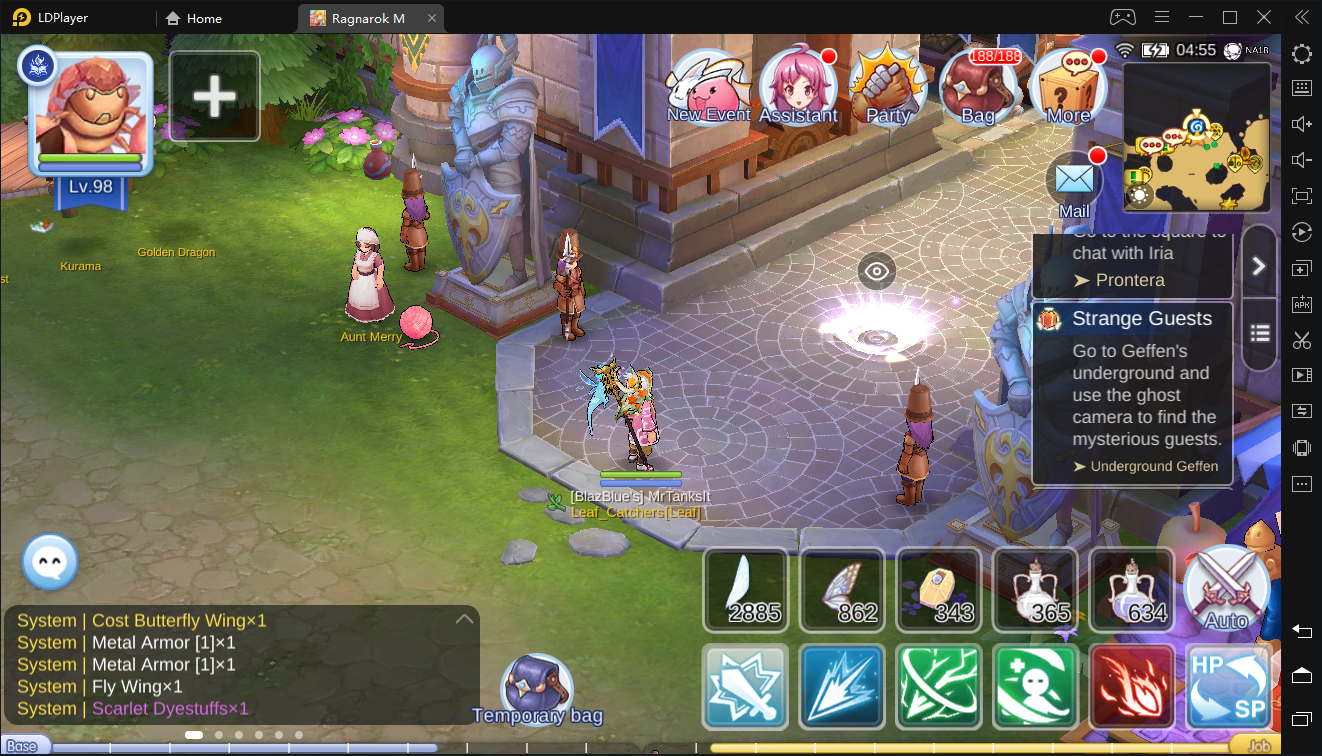 LDPlayer
Home
Ragnarok M
04:55
NA1R
188/188
New Event
Assistant
Party
Bag
More
Lv.98
Mail
Golden Dragon
Kurama
st
chat with Iria
Prontera
Strange Guests
Go to Geffen's
underground and
use the ghost
camera to find the
mysterious guests.
Underground Geffen
Aunt Merry
[BlazBlue's] MrTanksIt
Leaf_Catchers[Leaf]
2885
862
343
365
634
Auto
System | Cost Butterfly Wing×1
System | Metal Armor [1]×1
System | Metal Armor [1]×1
System | Fly Wing×1
System | Scarlet Dyestuffs×1
Temporary bag
HP
SP
Base
Job
APK